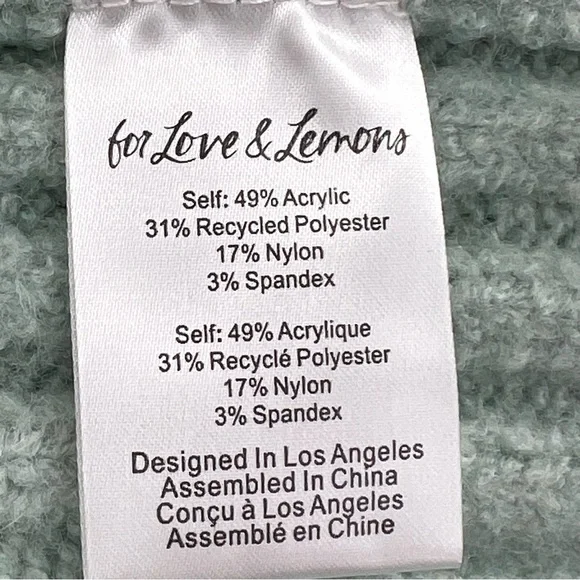 for Love & Lemons
Self: 49% Acrylic
31% Recycled Polyester
17% Nylon
3% Spandex
Self: 49% Acrylique
31% Recyclé Polyester
17% Nylon
3% Spandex
Designed In Los Angeles
Assembled In China
Conçu à Los Angeles
Assemblé en Chine